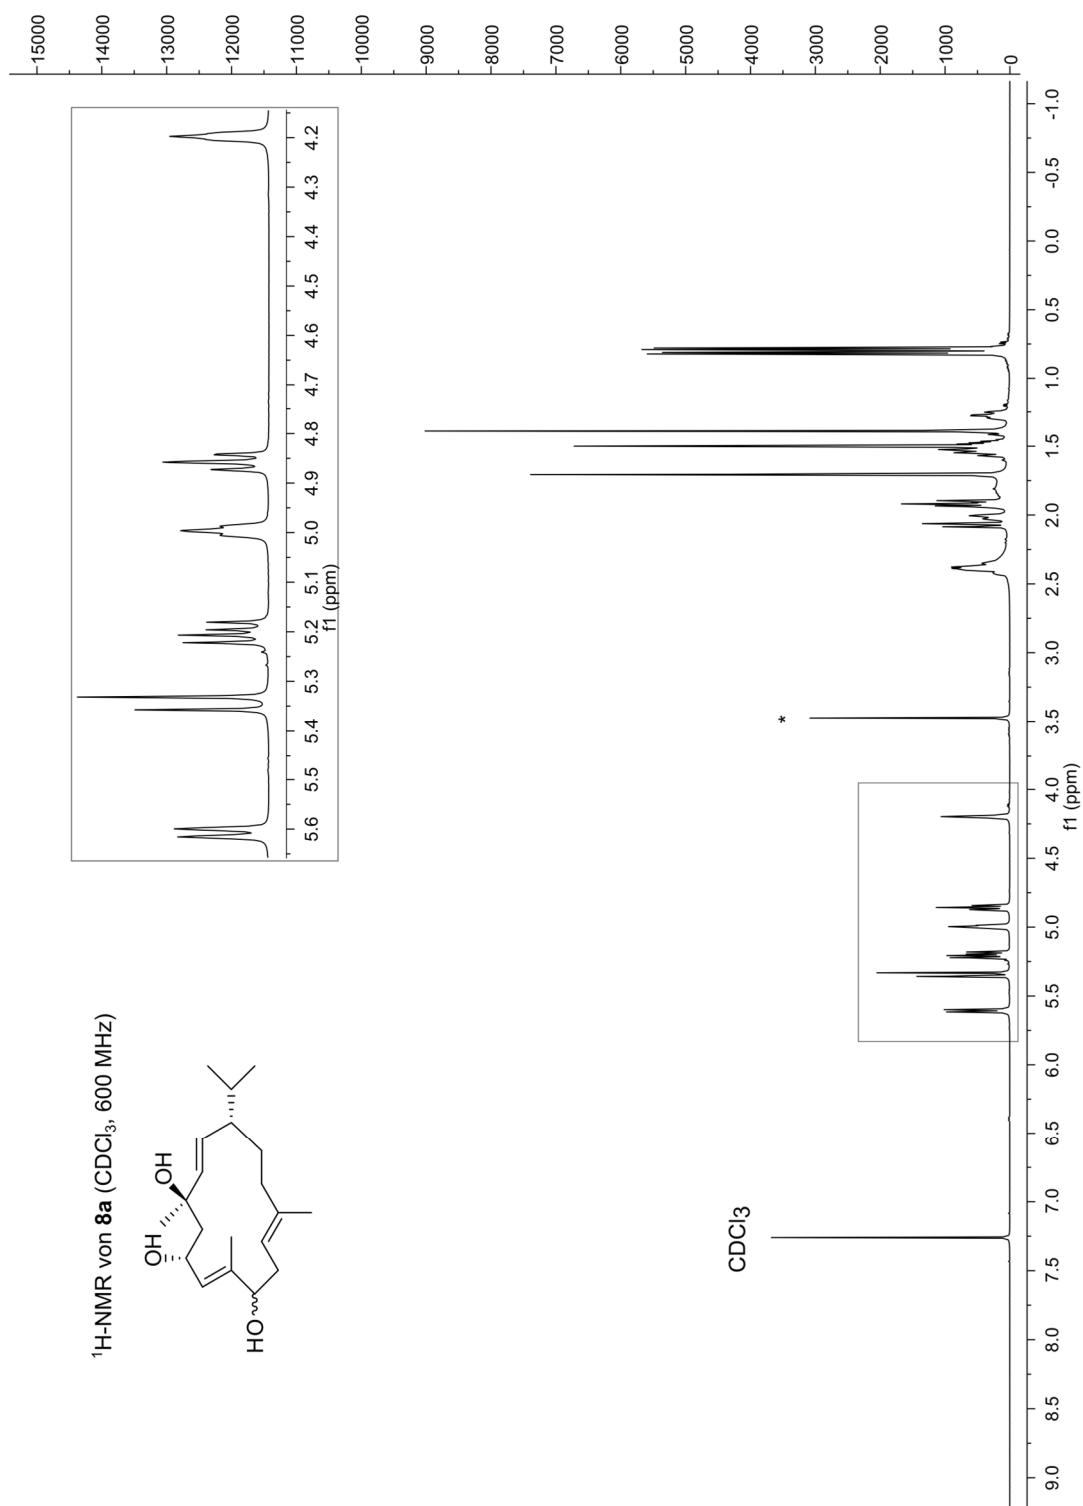 ¹H-NMR von 8a (CDCl₃, 600 MHz)
OH
OH
HO
5.6 5.5 5.4 5.3 5.2 5.1 5.0 4.9 4.8 4.7 4.6 4.5 4.4 4.3 4.2
f1 (ppm)
CDCl₃
*
15000
14000
13000
12000
11000
10000
9000
8000
7000
6000
5000
4000
3000
2000
1000
0
9.0 8.5 8.0 7.5 7.0 6.5 6.0 5.5 5.0 4.5 4.0 3.5 3.0 2.5 2.0 1.5 1.0 0.5 0.0 -0.5 -1.0
f1 (ppm)